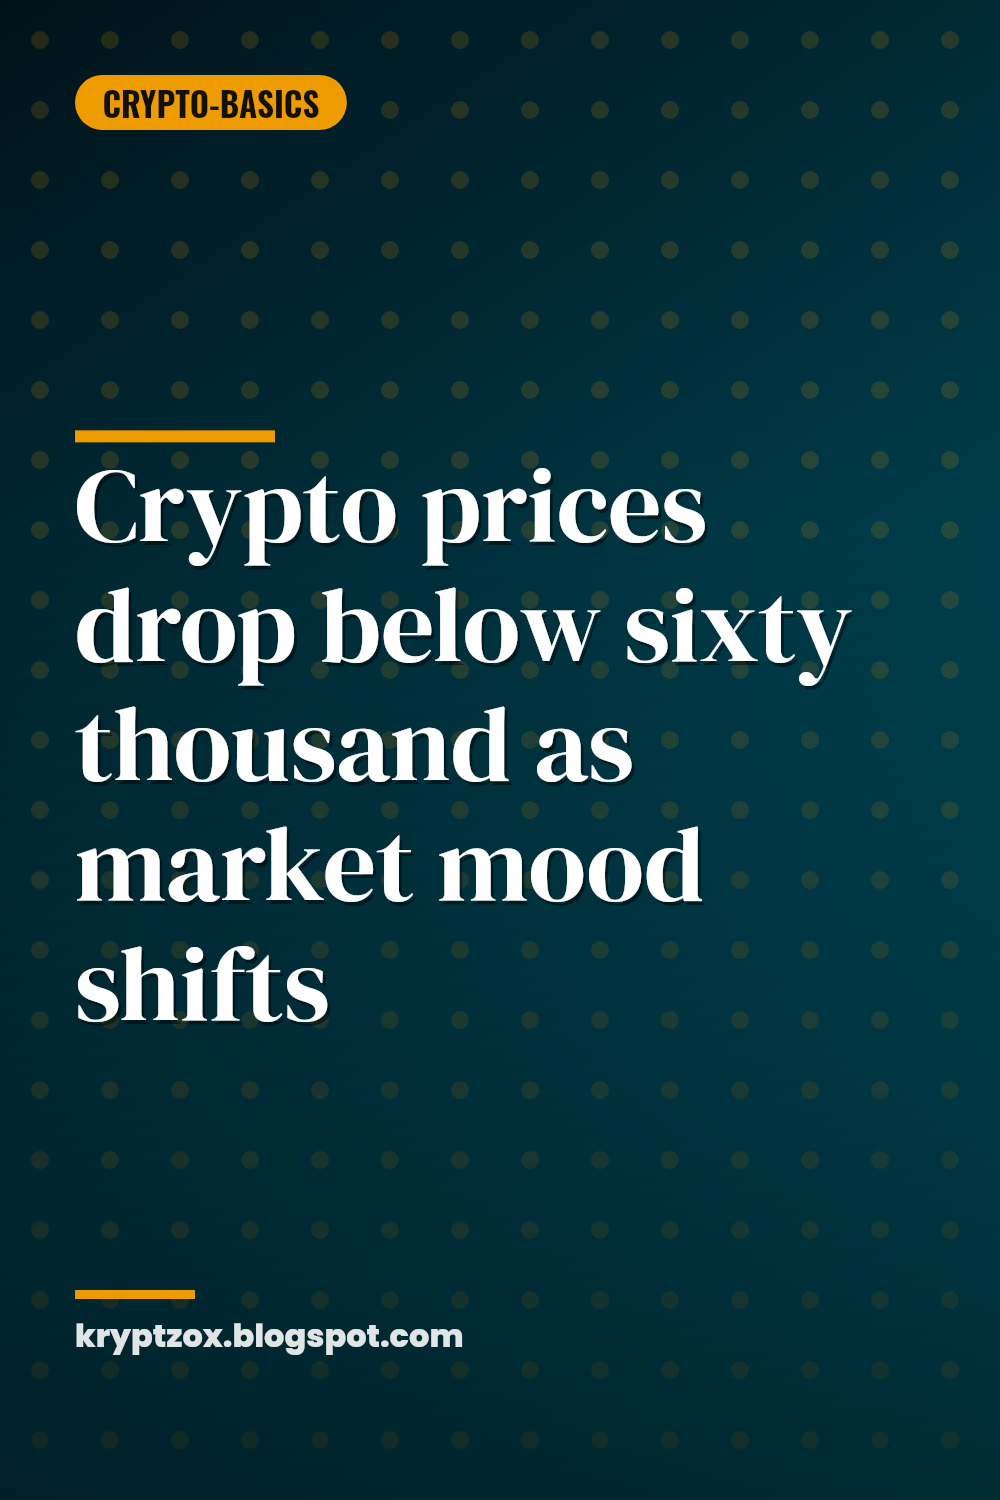 CRYPTO-BASICS
Crypto prices
drop below sixty
thousand as
market mood
shifts
kryptzox.blogspot.com